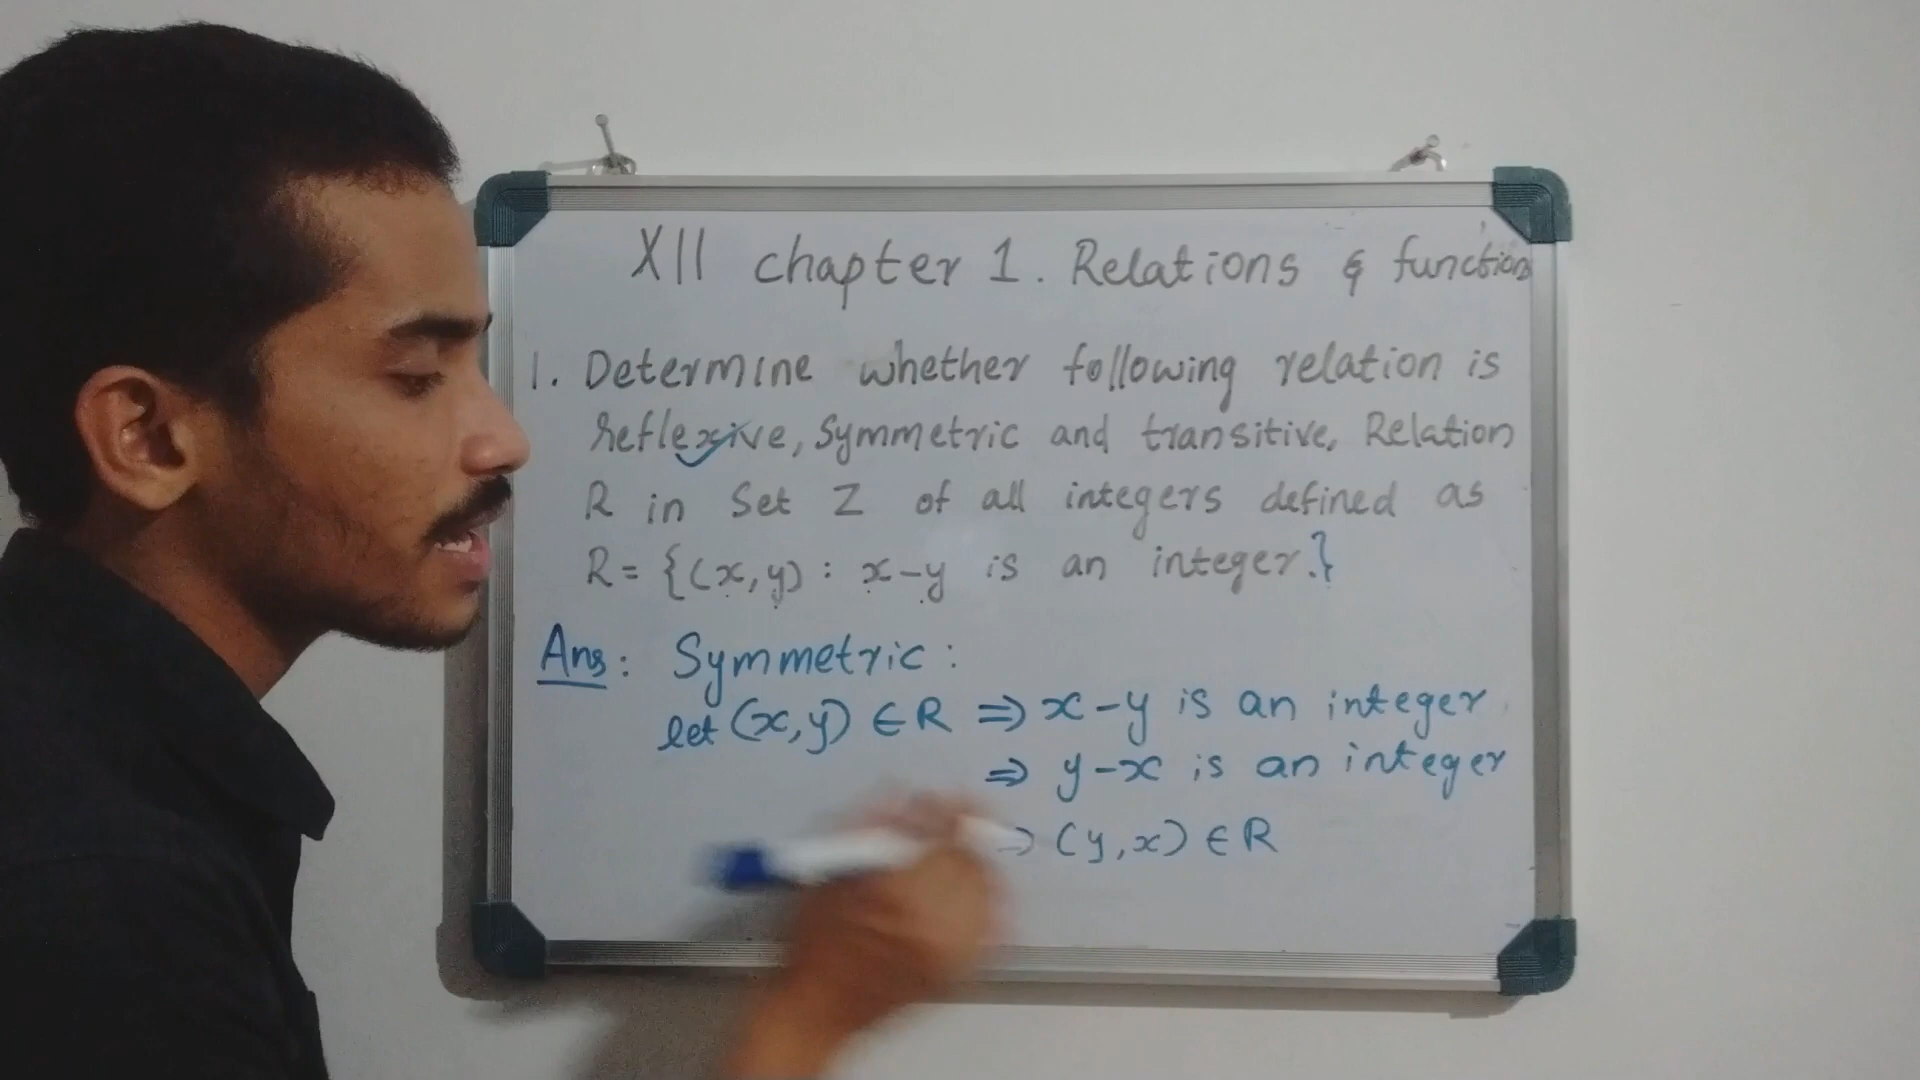 XII chapter 1. Relations & functions
1. Determine whether following relation is
reflexive, Symmetric and transitive, Relation
R in Set Z of all integers defined as
R = {(x, y) : x-y is an integer.}
Ans : Symmetric :
let (x, y) ∈ R ⇒ x-y is an integer
⇒ y-x is an integer
⇒ (y, x) ∈ R